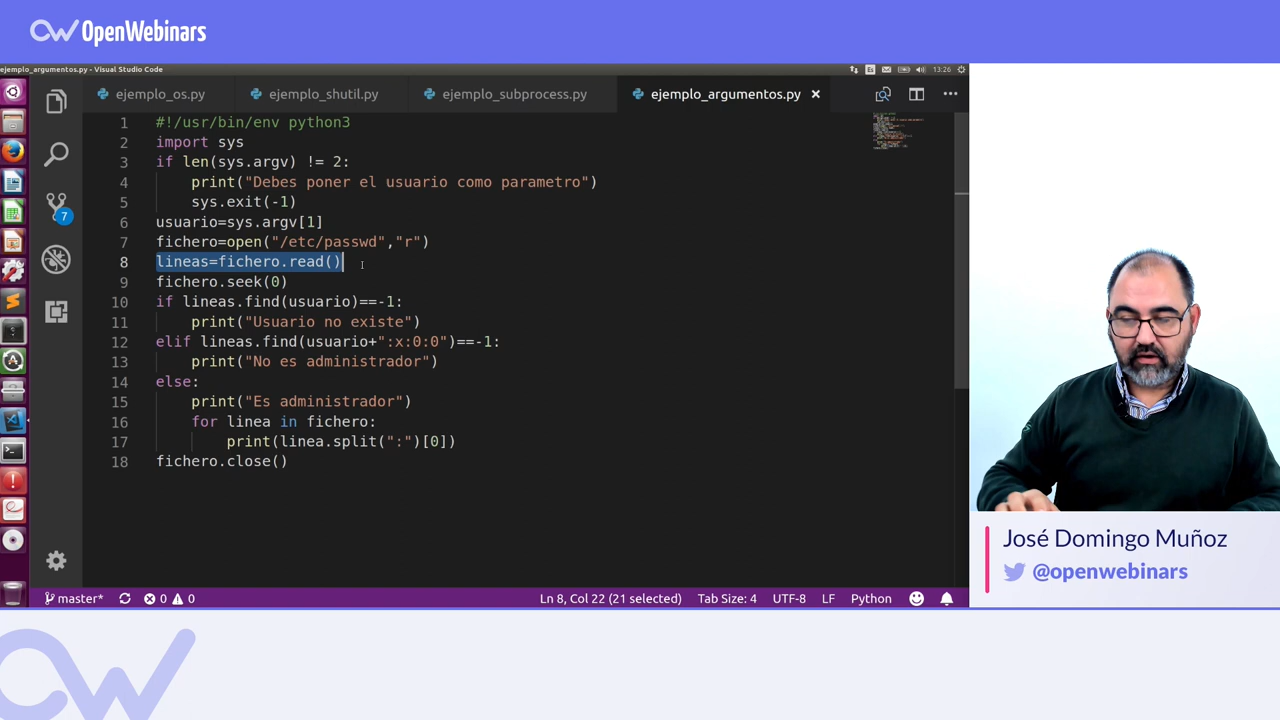 OpenWebinars
ejemplo_argumentos.py - Visual Studio Code
Es
13:26
ejemplo_os.py
ejemplo_shutil.py
ejemplo_subprocess.py
ejemplo_argumentos.py
1 #!/usr/bin/env python3
2 import sys
3 if len(sys.argv) != 2:
4 print("Debes poner el usuario como parametro")
5 sys.exit(-1)
6 usuario=sys.argv[1]
7 fichero=open("/etc/passwd","r")
8 lineas=fichero.read()
9 fichero.seek(0)
10 if lineas.find(usuario)==-1:
11 print("Usuario no existe")
12 elif lineas.find(usuario+":x:0:0")==-1:
13 print("No es administrador")
14 else:
15 print("Es administrador")
16 for linea in fichero:
17 print(linea.split(":")[0])
18 fichero.close()
7
master*
0
0
Ln 8, Col 22 (21 selected)
Tab Size: 4
UTF-8
LF
Python
José Domingo Muñoz
@openwebinars